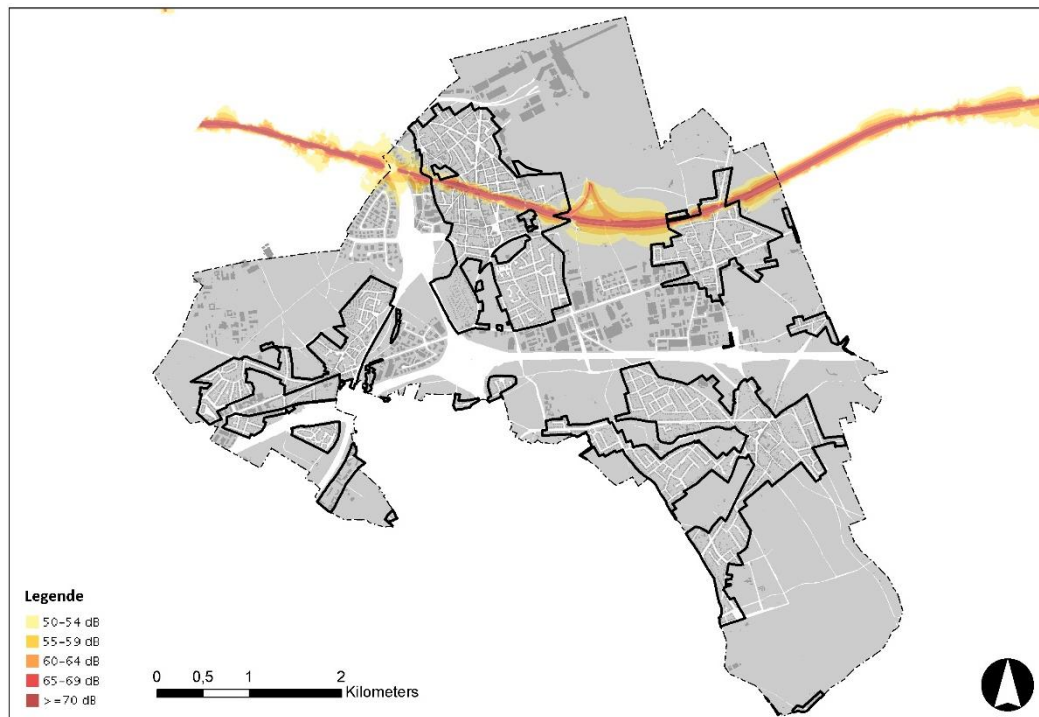 Legende
50-54 dB
55-59 dB
60-64 dB
65-69 dB
>=70 dB
0 0,5 1 2
Kilometers